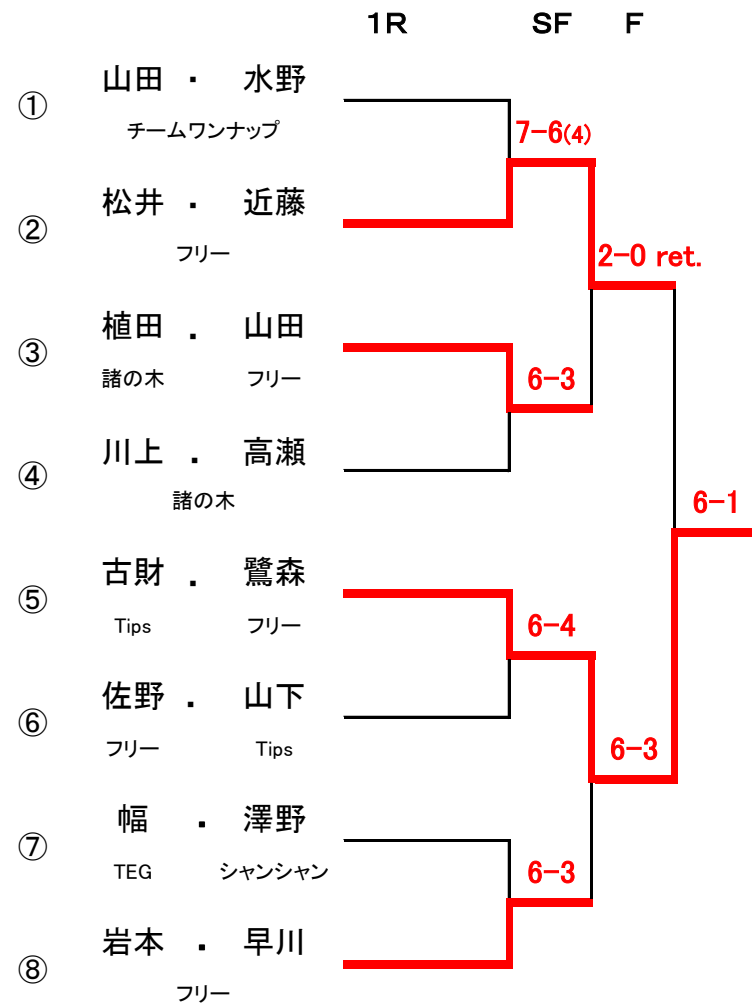 1R SF F
山田 ・ 水野
①
チームワンナップ
7-6(4)
松井 ・ 近藤
②
フリー
2-0 ret.
植田 . 山田
③
諸の木 フリー
6-3
川上 . 高瀬
④
諸の木
6-1
古財 . 鷺森
⑤
Tips フリー
6-4
佐野 . 山下
⑥
フリー Tips
6-3
幅 ・ 澤野
⑦
TEG シャンシャン
6-3
岩本 ・ 早川
⑧
フリー